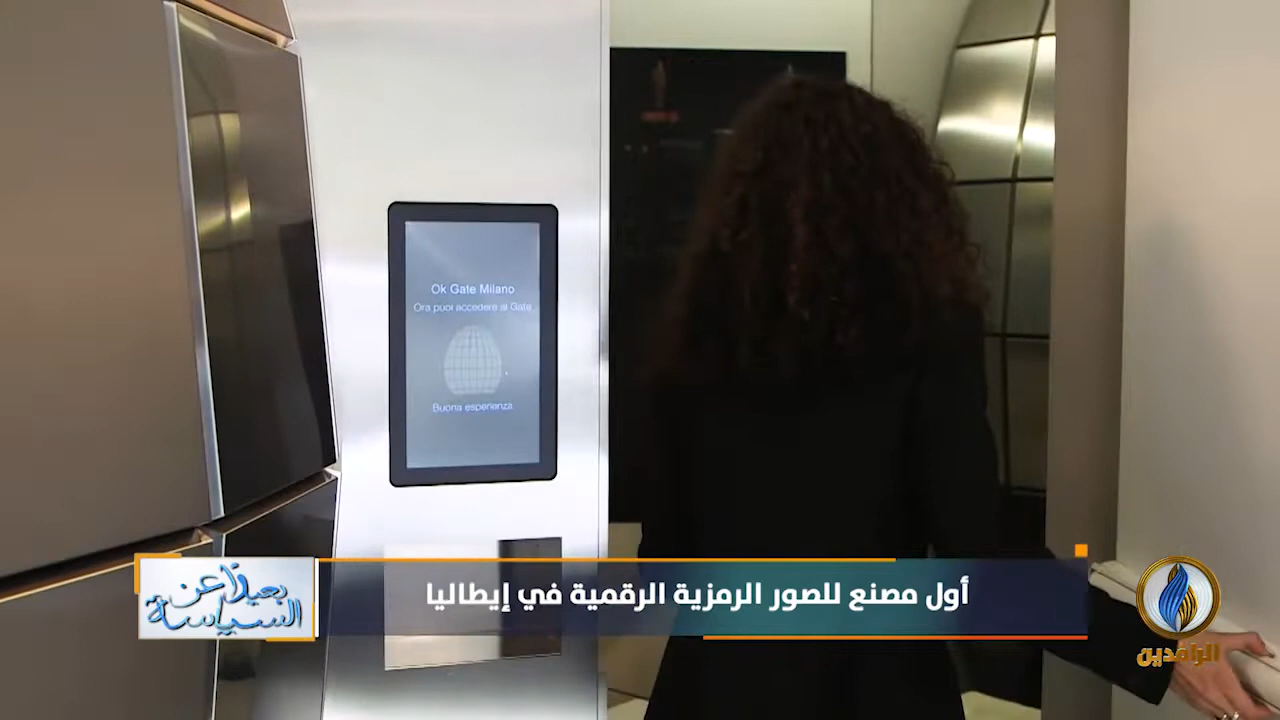 Ok Gate Milano
Ora puoi accedere al Gate
Buona esperienza
أول مصنع للصور الرمزية الرقمية في إيطاليا
بعيدًا عن
السياسة
الرافدين